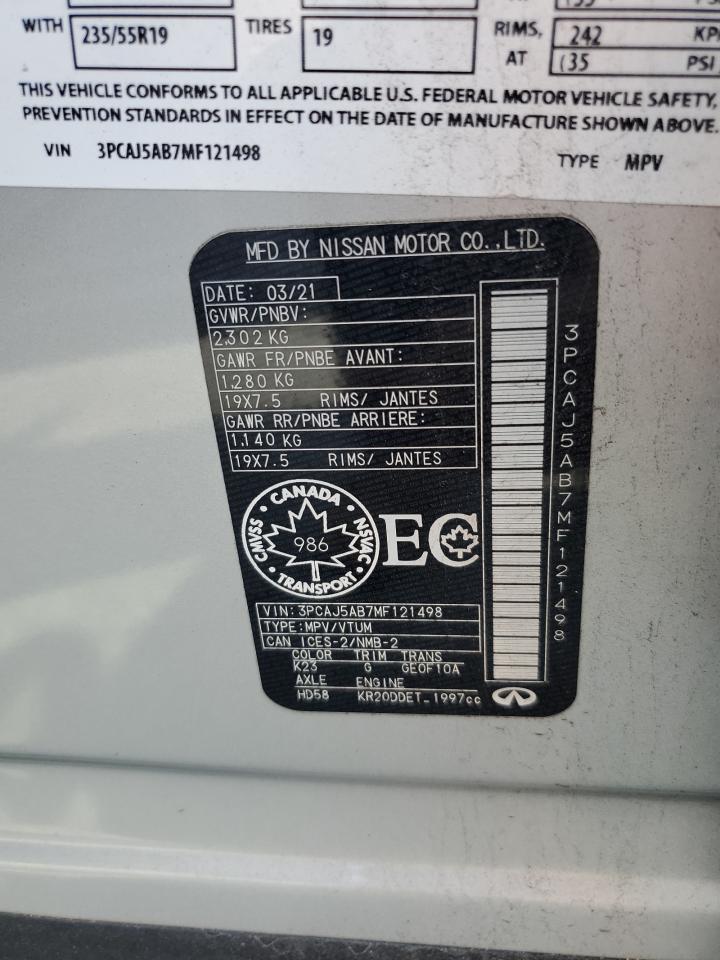 WITH 235/55R19 TIRES 19 RIMS, 242 KP
AT (35 PSI
THIS VEHICLE CONFORMS TO ALL APPLICABLE U.S. FEDERAL MOTOR VEHICLE SAFETY,
PREVENTION STANDARDS IN EFFECT ON THE DATE OF MANUFACTURE SHOWN ABOVE.
VIN 3PCAJ5AB7MF121498 TYPE MPV
MFD BY NISSAN MOTOR CO.,LTD.
DATE: 03/21
GVWR/PNBV:
2,302 KG
GAWR FR/PNBE AVANT:
1,280 KG
19X7.5 RIMS/ JANTES
GAWR RR/PNBE ARRIERE:
1,140 KG
19X7.5 RIMS/ JANTES
3PCAJ5AB7MF121498
CANADA
CMVSS NSVAC
986
TRANSPORT
EC
VIN:3PCAJ5AB7MF121498
TYPE:MPV/VTUM
CAN ICES-2/NMB-2
COLOR TRIM TRANS
K23 G GE0F10A
AXLE ENGINE
HD58 KR20DDET_1997cc